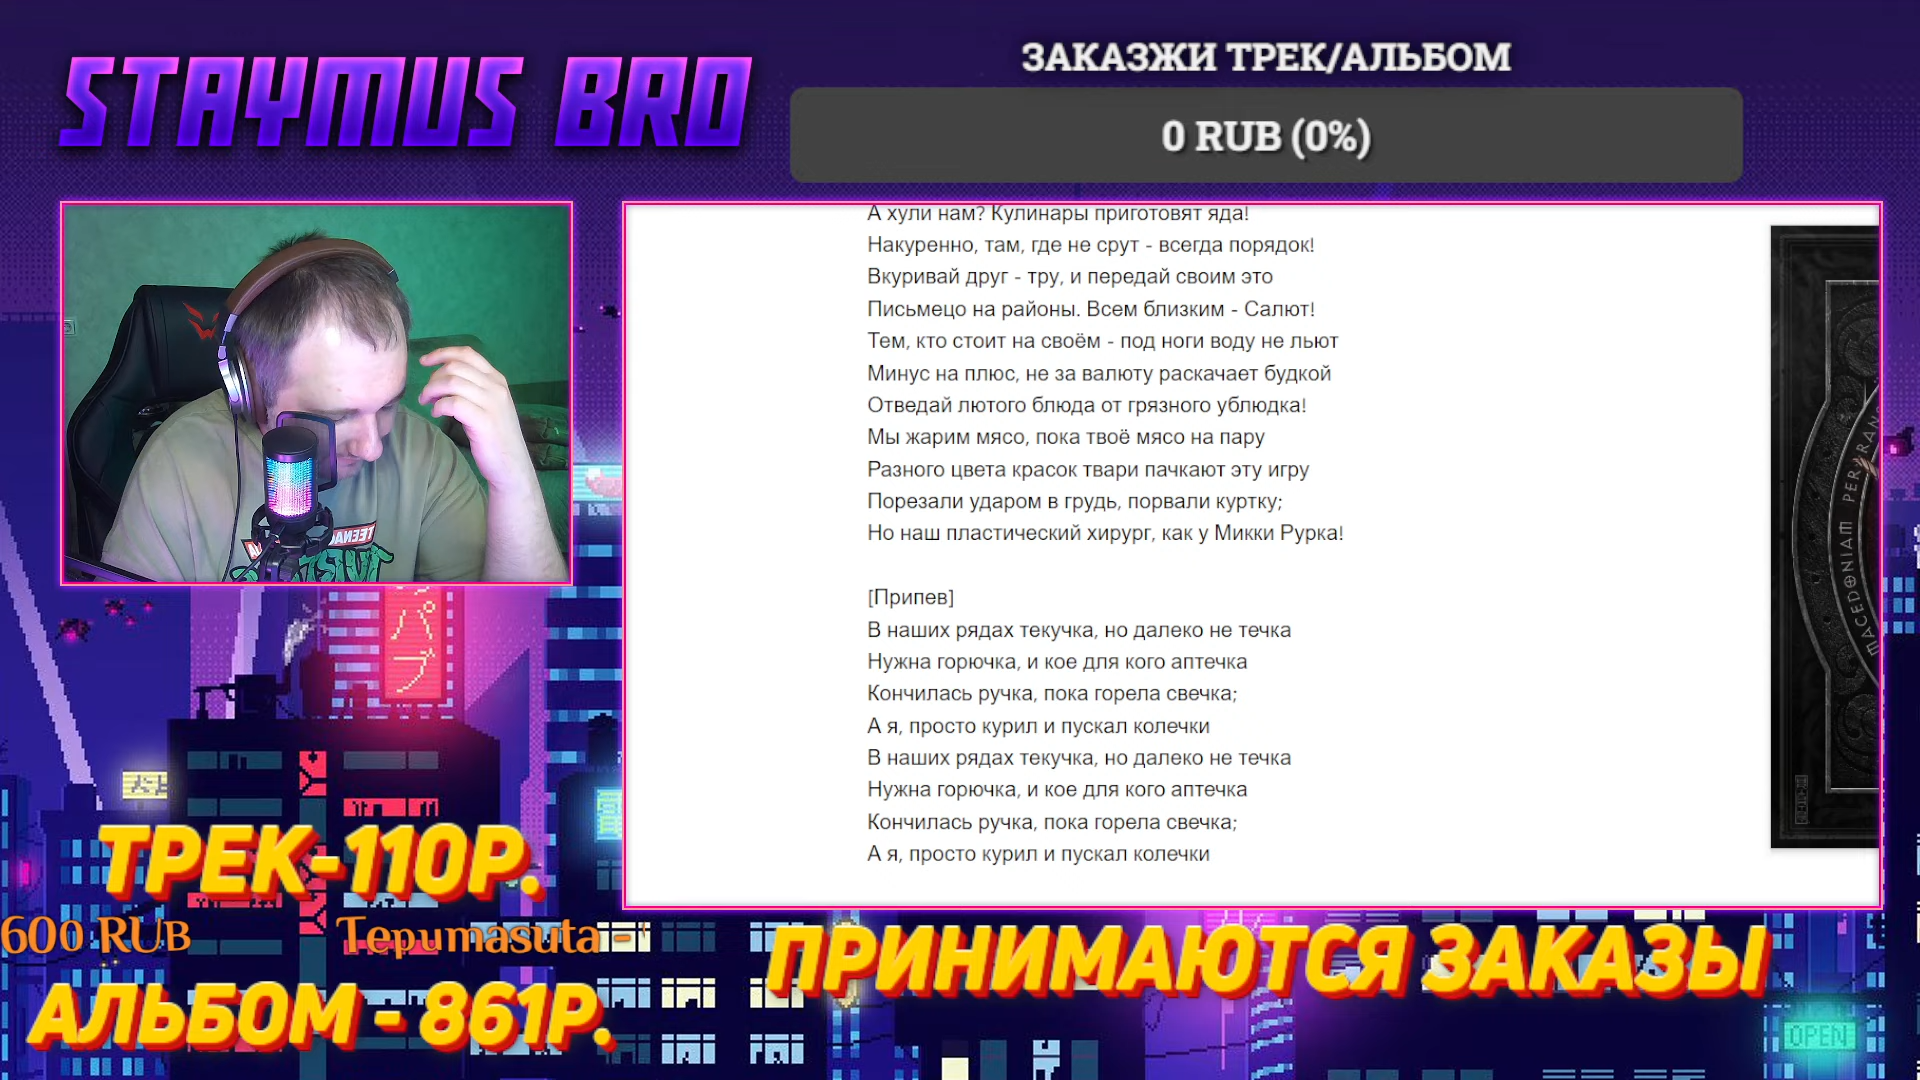 STAYMUS BRO
ЗАКАЗЖИ ТРЕК/АЛЬБОМ
0 RUB (0%)
А хули нам? Кулинары приготовят яда!
Накуренно, там, где не срут - всегда порядок!
Вкуривай друг - тру, и передай своим это
Письмецо на районы. Всем близким - Салют!
Тем, кто стоит на своём - под ноги воду не льют
Минус на плюс, не за валюту раскачает будкой
Отведай лютого блюда от грязного ублюдка!
Мы жарим мясо, пока твоё мясо на пару
Разного цвета красок твари пачкают эту игру
Порезали ударом в грудь, порвали куртку;
Но наш пластический хирург, как у Микки Рурка!
[Припев]
В наших рядах текучка, но далеко не течка
Нужна горючка, и кое для кого аптечка
Кончилась ручка, пока горела свечка;
А я, просто курил и пускал колечки
В наших рядах текучка, но далеко не течка
Нужна горючка, и кое для кого аптечка
Кончилась ручка, пока горела свечка;
А я, просто курил и пускал колечки
MACEDONIAM
パブ
ТРЕК-110Р.
600 RUB Tepumasuta -
АЛЬБОМ - 861Р.
ПРИНИМАЮТСЯ ЗАКАЗЫ
OPEN